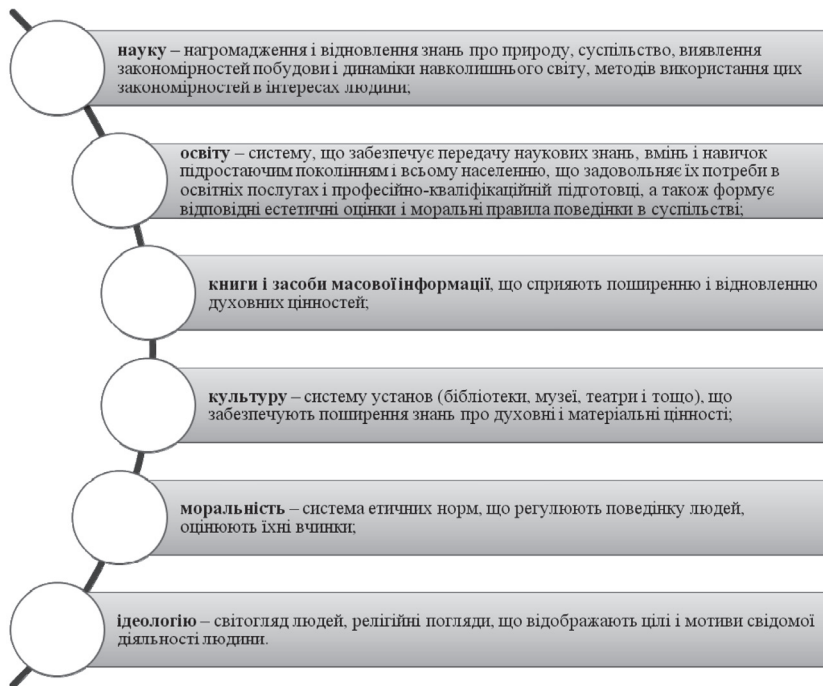 науку – нагромадження і відновлення знань про природу, суспільство, виявлення
закономірностей побудови і динаміки навколишнього світу, методів використання цих
закономірностей в інтересах людини;
освіту – систему, що забезпечує передачу наукових знань, вмінь і навичок
підростаючим поколінням і всьому населенню, що задовольняє їх потреби в
освітніх послугах і професійно-кваліфікаційній підготовці, а також формує
відповідні естетичні оцінки і моральні правила поведінки в суспільстві;
книги і засоби масової інформації, що сприяють поширенню і відновленню
духовних цінностей;
культуру – систему установ (бібліотеки, музеї, театри і тощо), що
забезпечують поширення знань про духовні і матеріальні цінності;
моральність – система етичних норм, що регулюють поведінку людей,
оцінюють їхні вчинки;
ідеологію – світогляд людей, релігійні погляди, що відображають цілі і мотиви свідомої
діяльності людини.